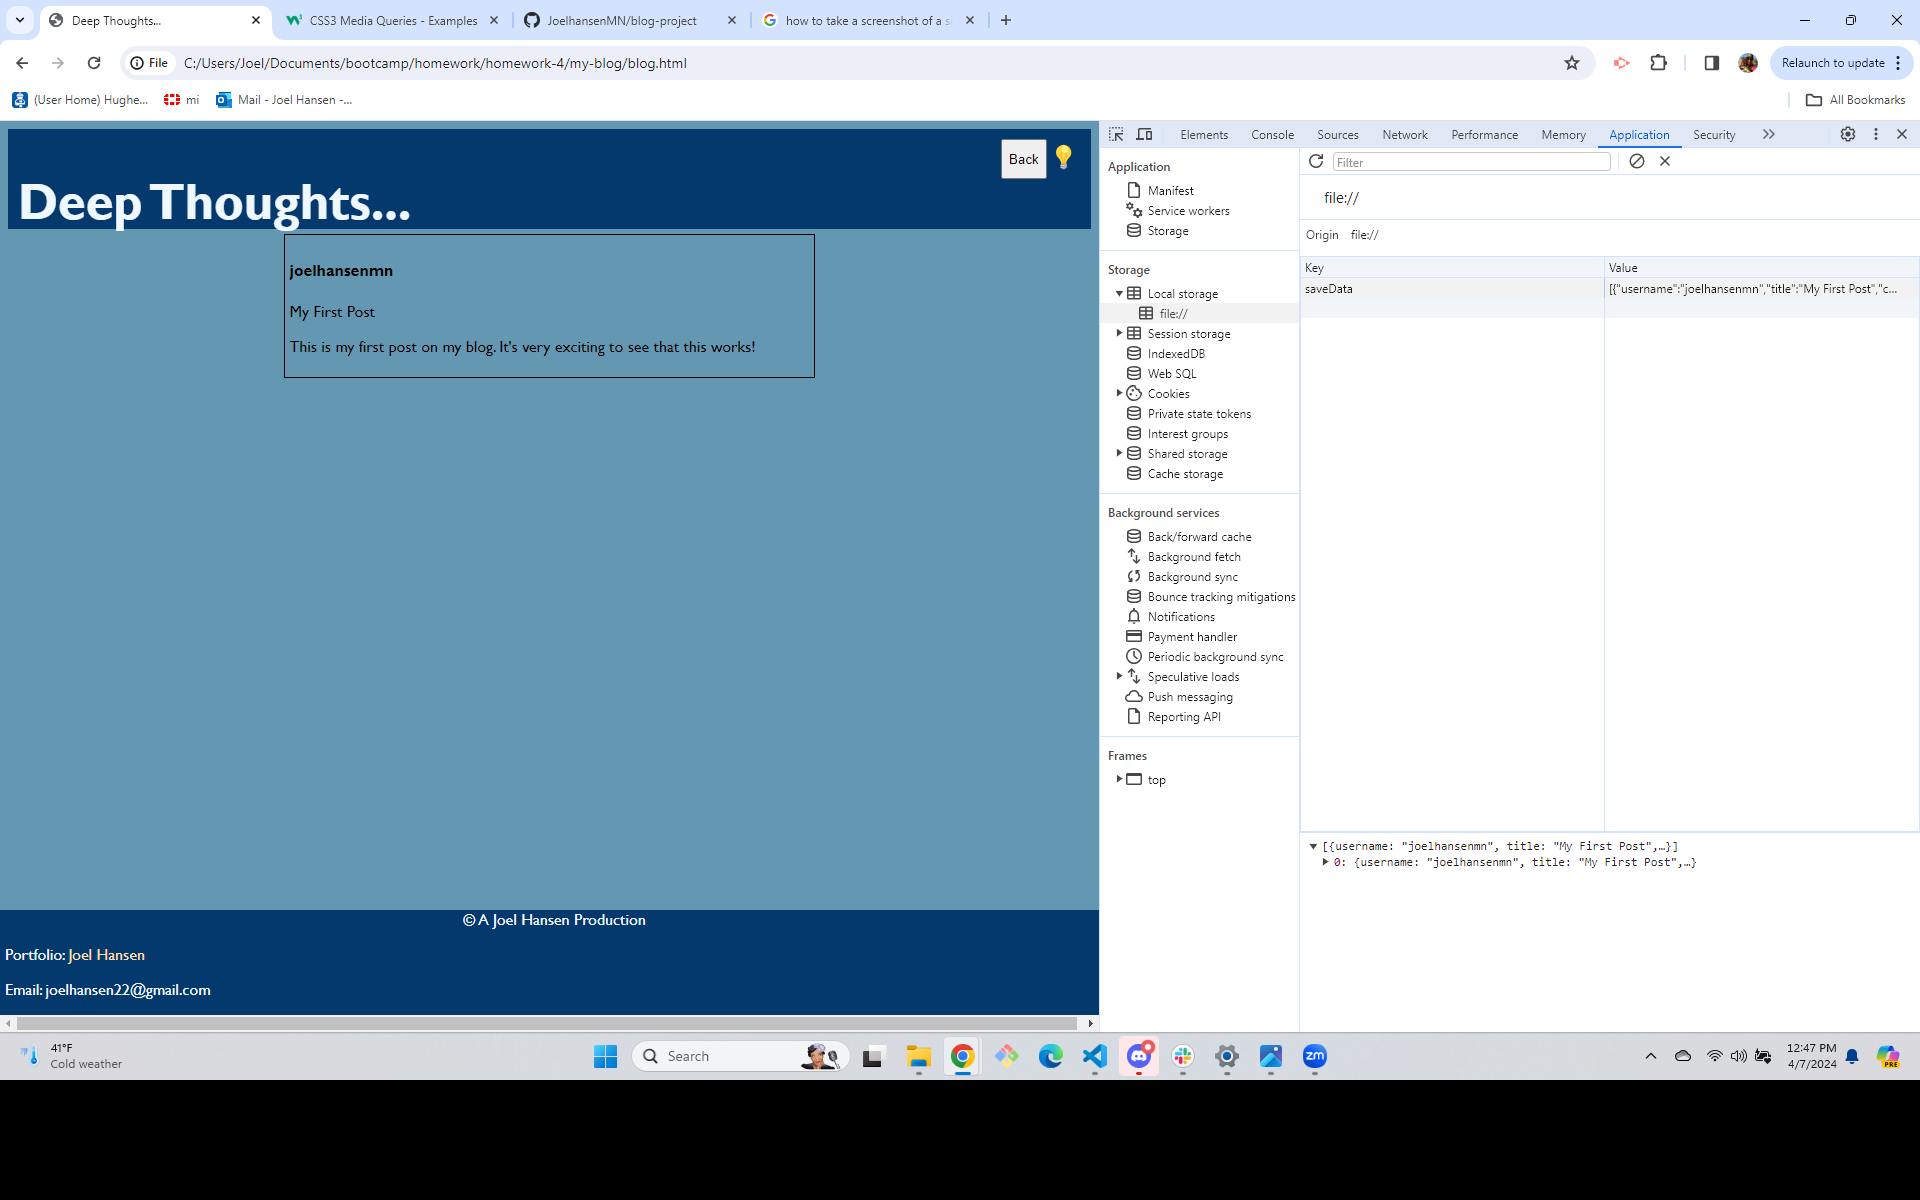 Deep Thoughts...
CSS3 Media Queries - Examples
JoelhansenMN/blog-project
how to take a screenshot of a s
File
C:/Users/Joel/Documents/bootcamp/homework/homework-4/my-blog/blog.html
Relaunch to update
(User Home) Hughe...
mi
Mail - Joel Hansen -...
All Bookmarks
Back
Deep Thoughts...
joelhansenmn
My First Post
This is my first post on my blog. It's very exciting to see that this works!
© A Joel Hansen Production
Portfolio: Joel Hansen
Email: joelhansen22@gmail.com
Elements Console Sources Network Performance Memory Application Security
Application
Manifest
Service workers
Storage
Storage
Local storage
file://
Session storage
IndexedDB
Web SQL
Cookies
Private state tokens
Interest groups
Shared storage
Cache storage
Background services
Back/forward cache
Background fetch
Background sync
Bounce tracking mitigations
Notifications
Payment handler
Periodic background sync
Speculative loads
Push messaging
Reporting API
Frames
top
Filter
file://
Origin file://
Key Value
saveData [{"username":"joelhansenmn","title":"My First Post","c...
[{username: "joelhansenmn", title: "My First Post",…}]
0: {username: "joelhansenmn", title: "My First Post",…}
41°F
Cold weather
Search
zm
12:47 PM
4/7/2024
PRE